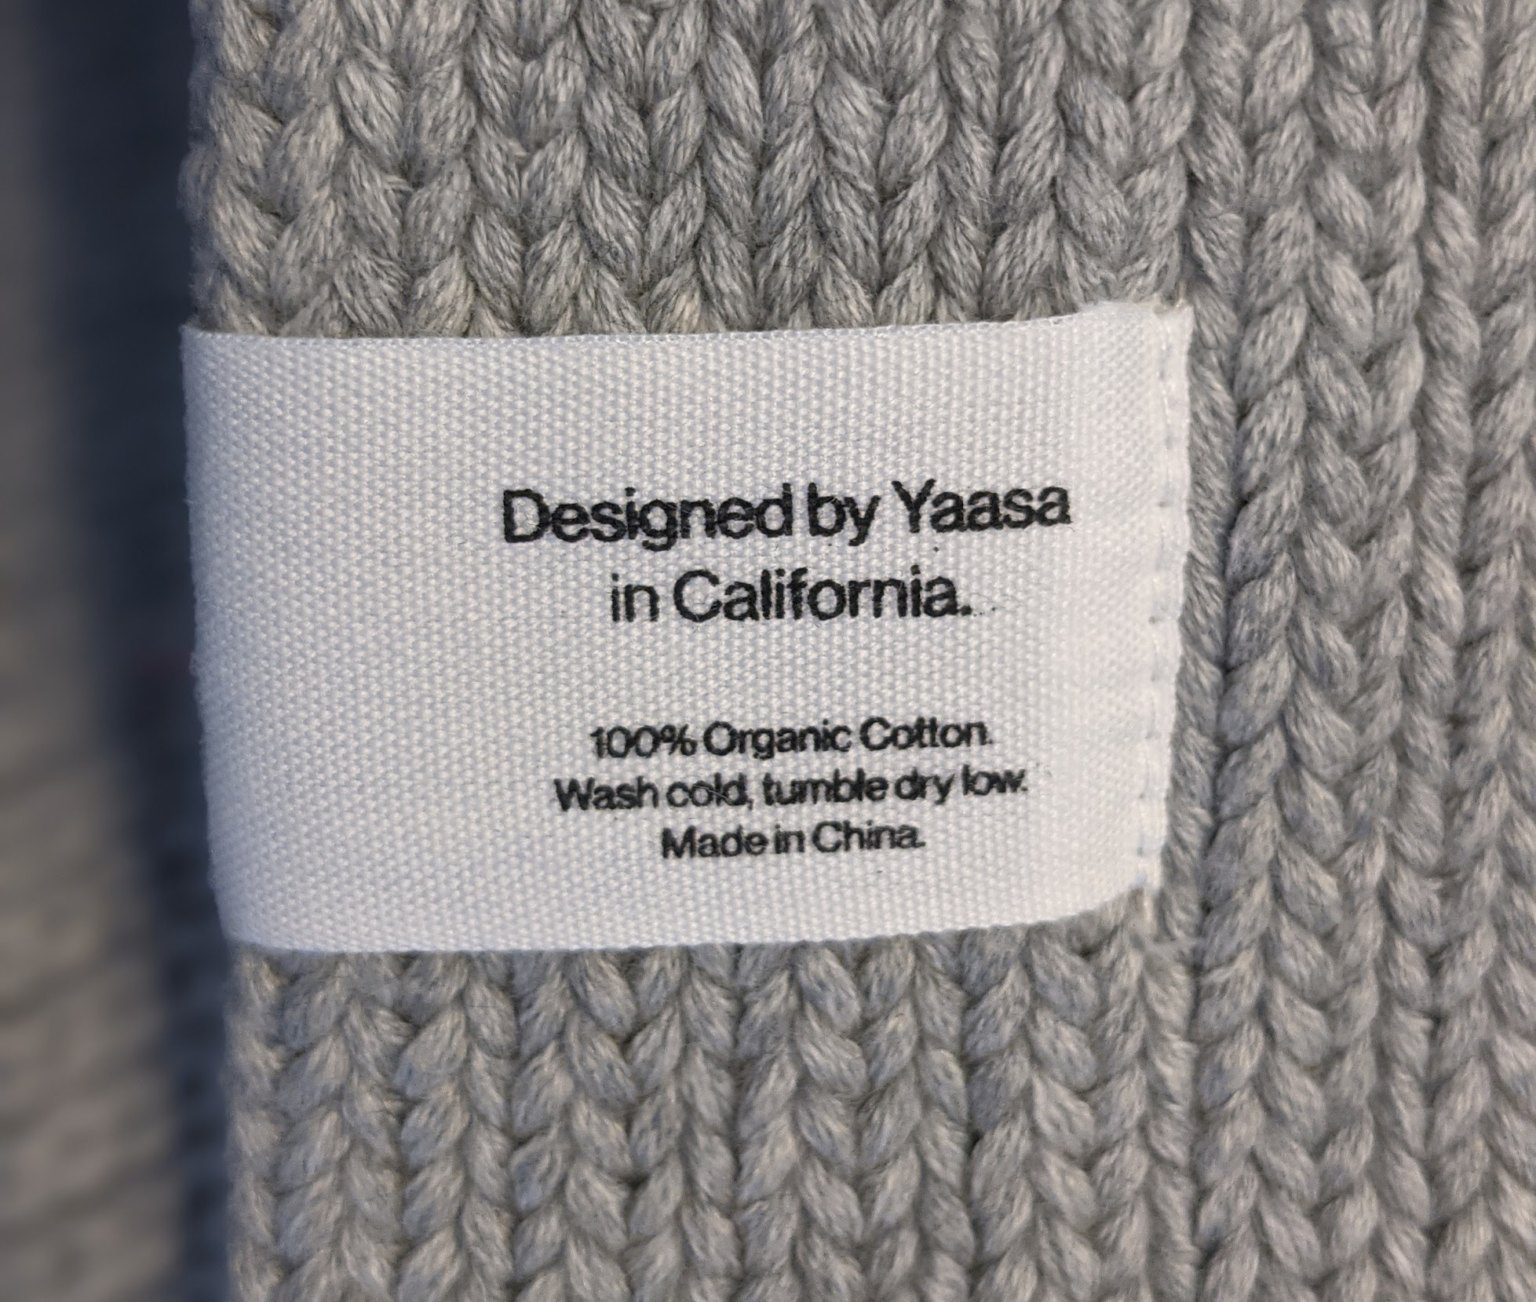 Designed by Yaasa
in California.
100% Organic Cotton.
Wash cold, tumble dry low.
Made in China.